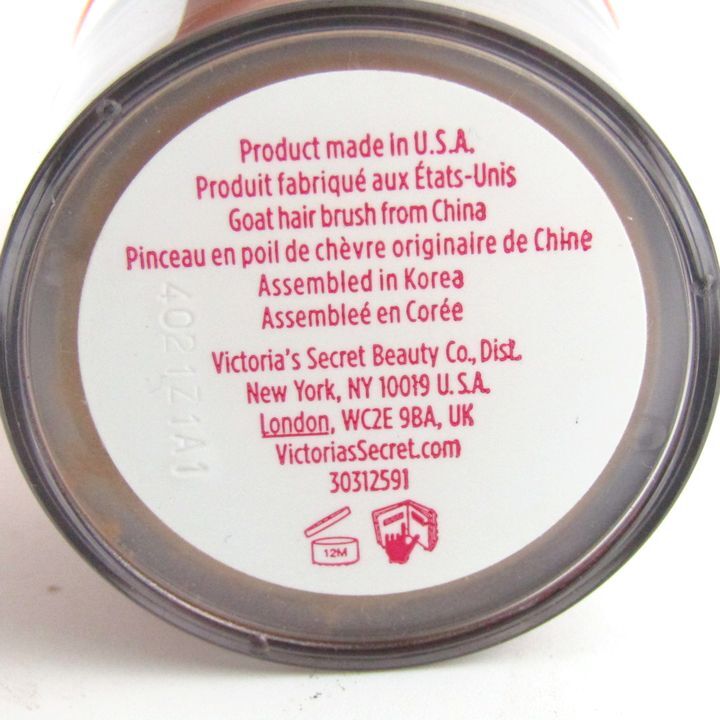 Product made in U.S.A.
Produit fabriqué aux États-Unis
Goat hair brush from China
Pinceau en poil de chèvre originaire de Chine
Assembled in Korea
Assembleé en Corée
Victoria's Secret Beauty Co., Dist.
New York, NY 10019 U.S.A.
London, WC2E 9BA, UK
VictoriasSecret.com
30312591
12M
4021Z1A1